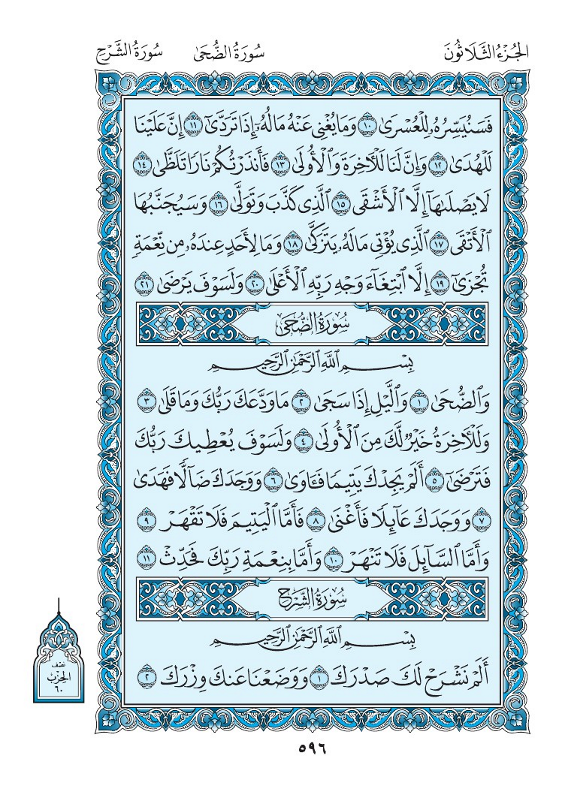 الجُزْءُ الثَّلَاثُونَ سُورَةُ الضُّحَىٰ سُورَةُ الشَّرْحِ
فَسَنُيَسِّرُهُۥ لِلْعُسْرَىٰ ١٠ وَمَا يُغْنِي عَنْهُ مَالُهُۥٓ إِذَا تَرَدَّىٰٓ ١١ إِنَّ عَلَيْنَا
لَلْهُدَىٰ ١٢ وَإِنَّ لَنَا لَلْـَٔاخِرَةَ وَٱلْأُولَىٰ ١٣ فَأَنذَرْتُكُمْ نَارًا تَلَظَّىٰ ١٤
لَا يَصْلَىٰهَآ إِلَّا ٱلْأَشْقَى ١٥ ٱلَّذِي كَذَّبَ وَتَوَلَّىٰ ١٦ وَسَيُجَنَّبُهَا
ٱلْأَتْقَى ١٧ ٱلَّذِي يُؤْتِي مَالَهُۥ يَتَزَكَّىٰ ١٨ وَمَا لِأَحَدٍ عِندَهُۥ مِن نِّعْمَةٍ
تُجْزَىٰٓ ١٩ إِلَّا ٱبْتِغَآءَ وَجْهِ رَبِّهِ ٱلْأَعْلَىٰ ٢٠ وَلَسَوْفَ يَرْضَىٰ ٢١
سُورَةُ الضُّحَىٰ
بِسْمِ ٱللَّهِ ٱلرَّحْمَٰنِ ٱلرَّحِيمِ
وَٱلضُّحَىٰ ١ وَٱلَّيْلِ إِذَا سَجَىٰ ٢ مَا وَدَّعَكَ رَبُّكَ وَمَا قَلَىٰ ٣
وَلَلْـَٔاخِرَةُ خَيْرٌ لَّكَ مِنَ ٱلْأُولَىٰ ٤ وَلَسَوْفَ يُعْطِيكَ رَبُّكَ
فَتَرْضَىٰٓ ٥ أَلَمْ يَجِدْكَ يَتِيمًا فَـَٔاوَىٰ ٦ وَوَجَدَكَ ضَآلًّا فَهَدَىٰ
٧ وَوَجَدَكَ عَآئِلًا فَأَغْنَىٰ ٨ فَأَمَّا ٱلْيَتِيمَ فَلَا تَقْهَرْ ٩
وَأَمَّا ٱلسَّآئِلَ فَلَا تَنْهَرْ ١٠ وَأَمَّا بِنِعْمَةِ رَبِّكَ فَحَدِّثْ ١١
سُورَةُ الشَّرْحِ
بِسْمِ ٱللَّهِ ٱلرَّحْمَٰنِ ٱلرَّحِيمِ
أَلَمْ نَشْرَحْ لَكَ صَدْرَكَ ١ وَوَضَعْنَا عَنكَ وِزْرَكَ ٢
نصف
الحزب
٦٠
٥٩٦